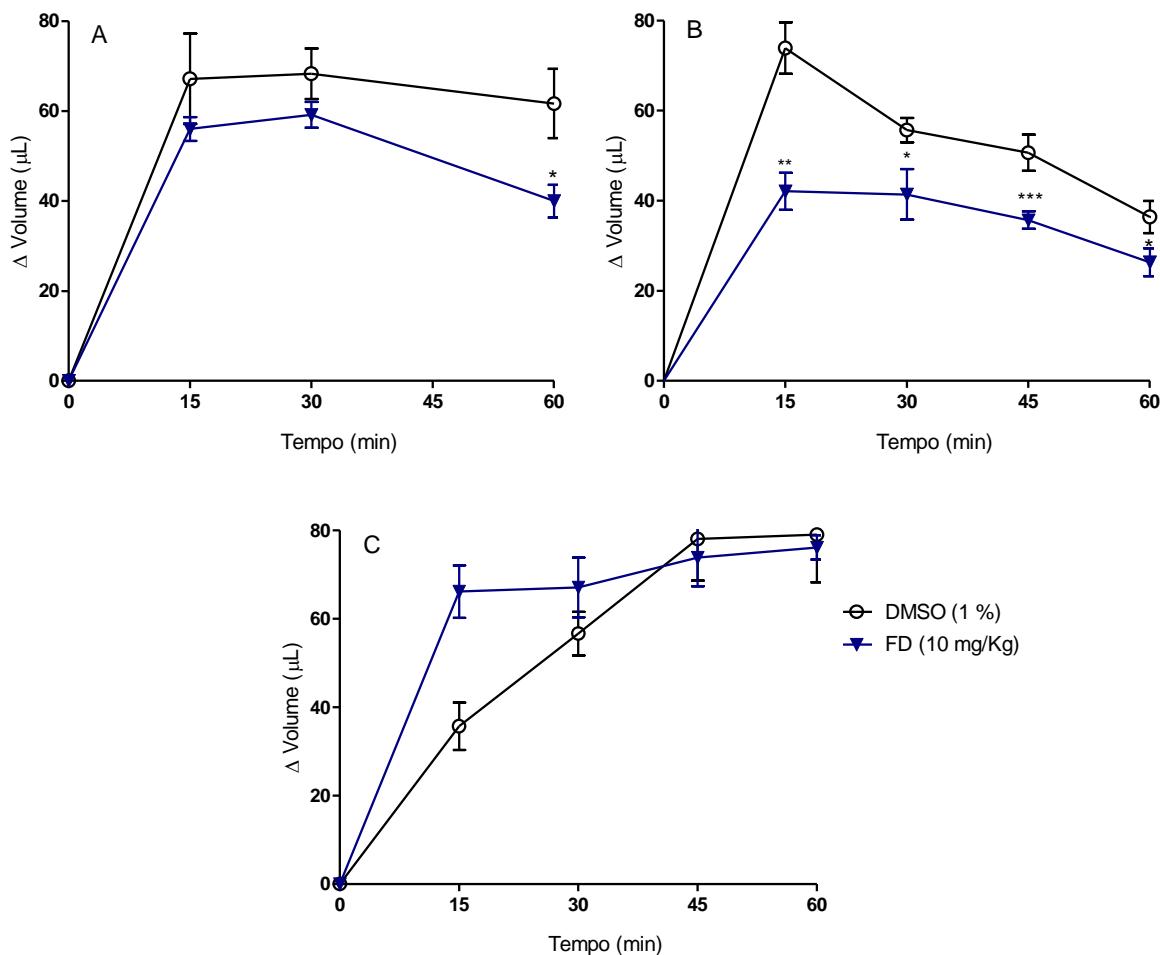 A
Δ Volume (µL)
80
60
40
20
0
*
0 15 30 45 60
Tempo (min)
B
Δ Volume (µL)
80
60
40
20
0
** * *** *
0 15 30 45 60
Tempo (min)
C
Δ Volume (µL)
80
60
40
20
0
0 15 30 45 60
Tempo (min)
DMSO (1 %)
FD (10 mg/Kg)